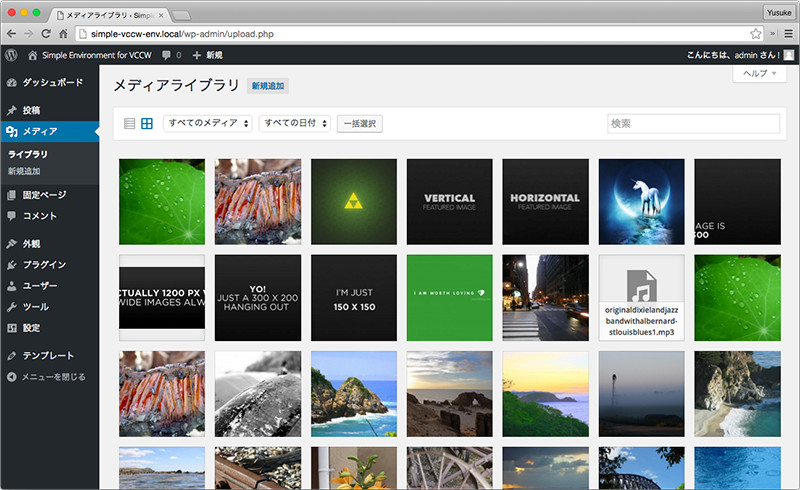 メディアライブラリ ‹ Simple
Yusuke
simple-vccw-env.local/wp-admin/upload.php
Simple Environment for VCCW 0 新規
こんにちは、admin さん !
ダッシュボード
投稿
メディア
ライブラリ
新規追加
固定ページ
コメント
外観
プラグイン
ユーザー
ツール
設定
テンプレート
メニューを閉じる
メディアライブラリ 新規追加
ヘルプ
すべてのメディア すべての日付 一括選択
検索
VERTICAL
FEATURED IMAGE
HORIZONTAL
FEATURED IMAGE
AGE IS
300
CTUALLY 1200 PX W
WIDE IMAGES ALW
YO!
JUST A 300 X 200
HANGING OUT
I'M JUST
150 X 150
I AM WORTH LOVING
originaldixielandjazz
bandwithalbernard-
stlouisblues1.mp3